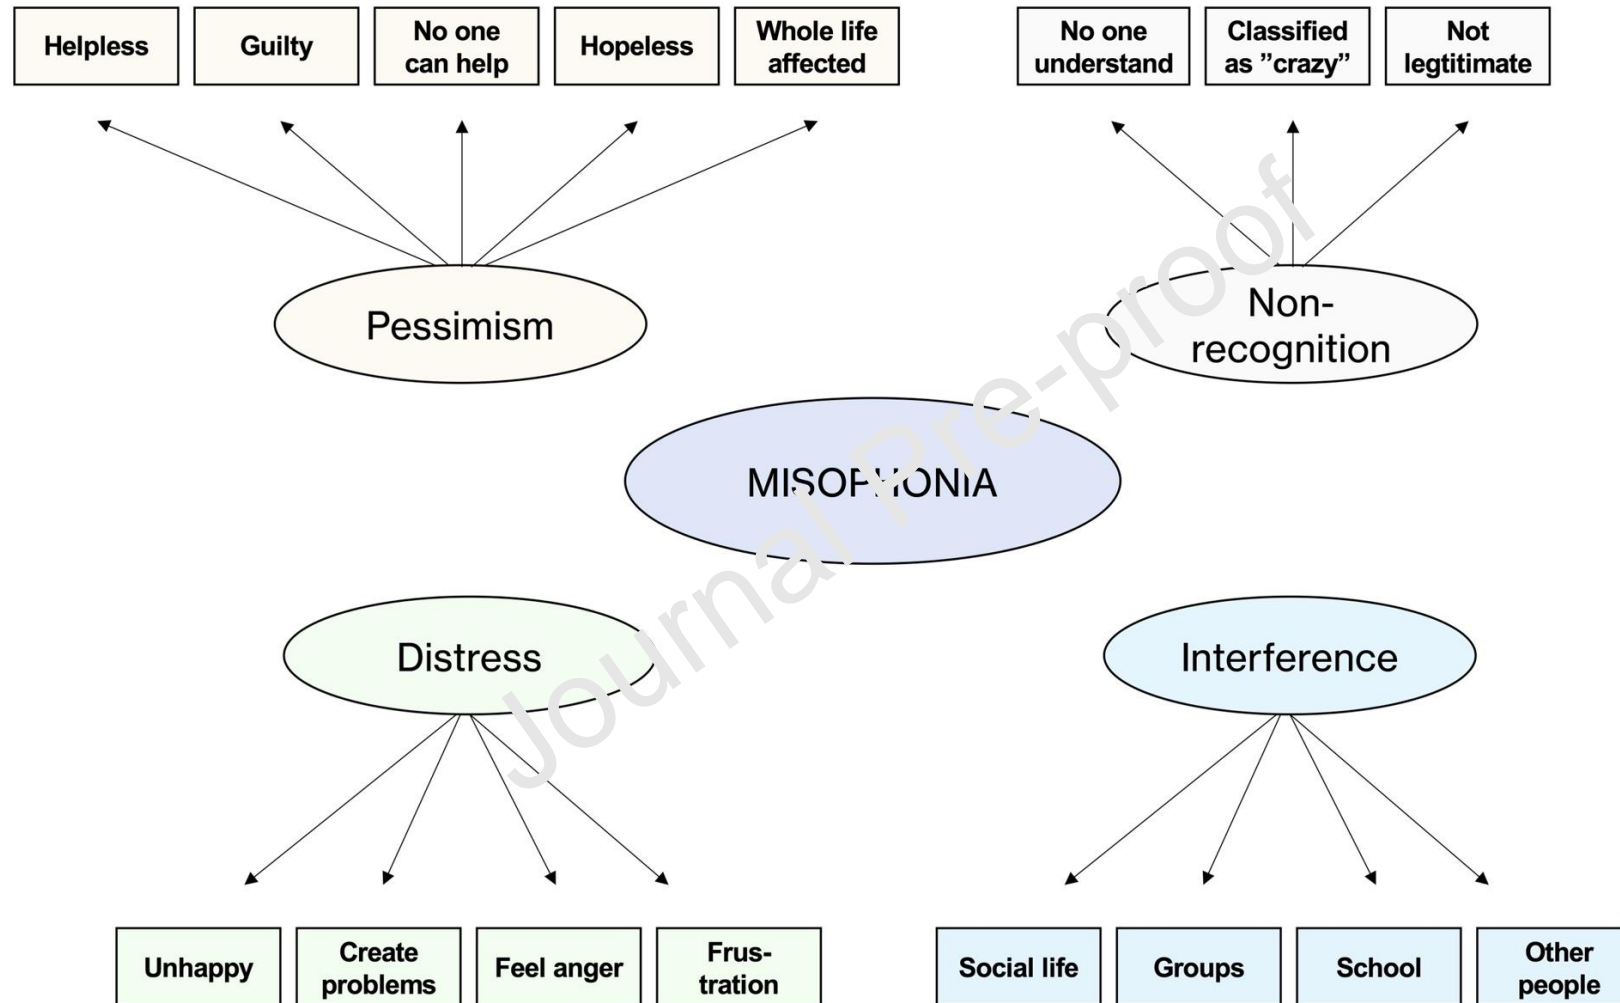 Helpless
Guilty
No one
can help
Hopeless
Whole life
affected
No one
understand
Classified
as ”crazy”
Not
legtitimate
Pessimism
Non-
recognition
MISOPHONIA
Journal Pre-proof
Distress
Interference
Unhappy
Create
problems
Feel anger
Frus-
tration
Social life
Groups
School
Other
people